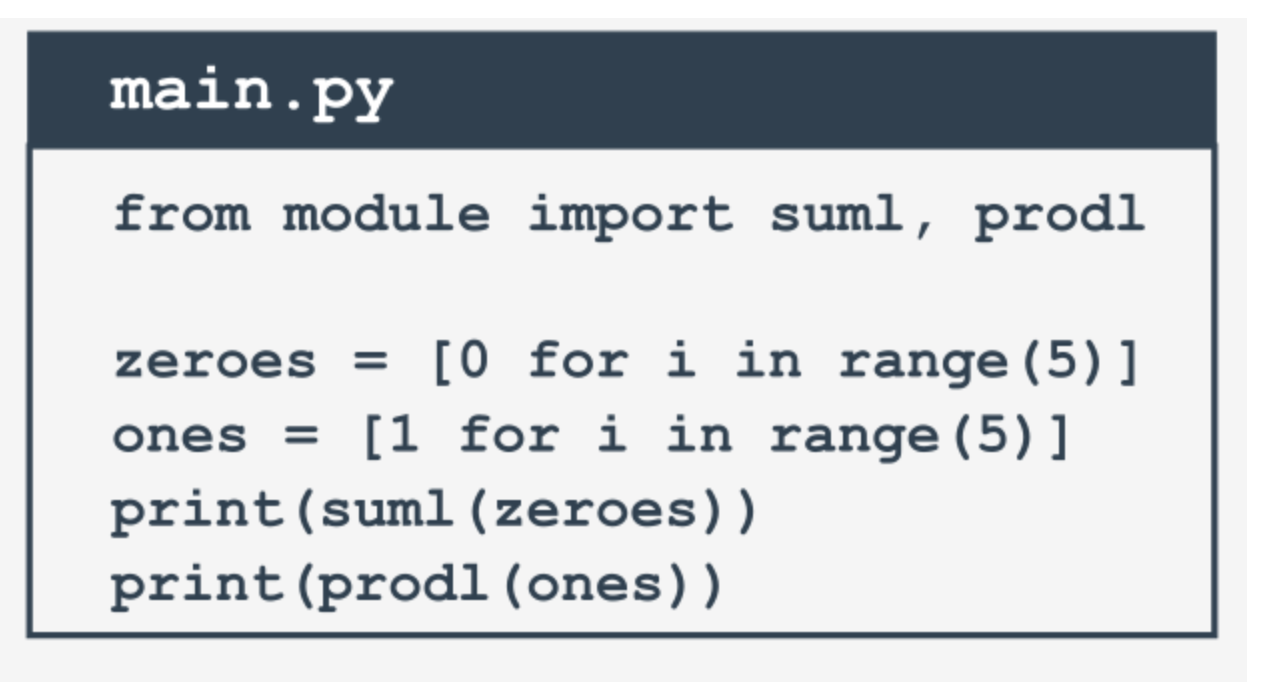 main.py
from module import suml, prodl
zeroes = [0 for i in range(5)]
ones = [1 for i in range(5)]
print(suml(zeroes))
print(prodl(ones))